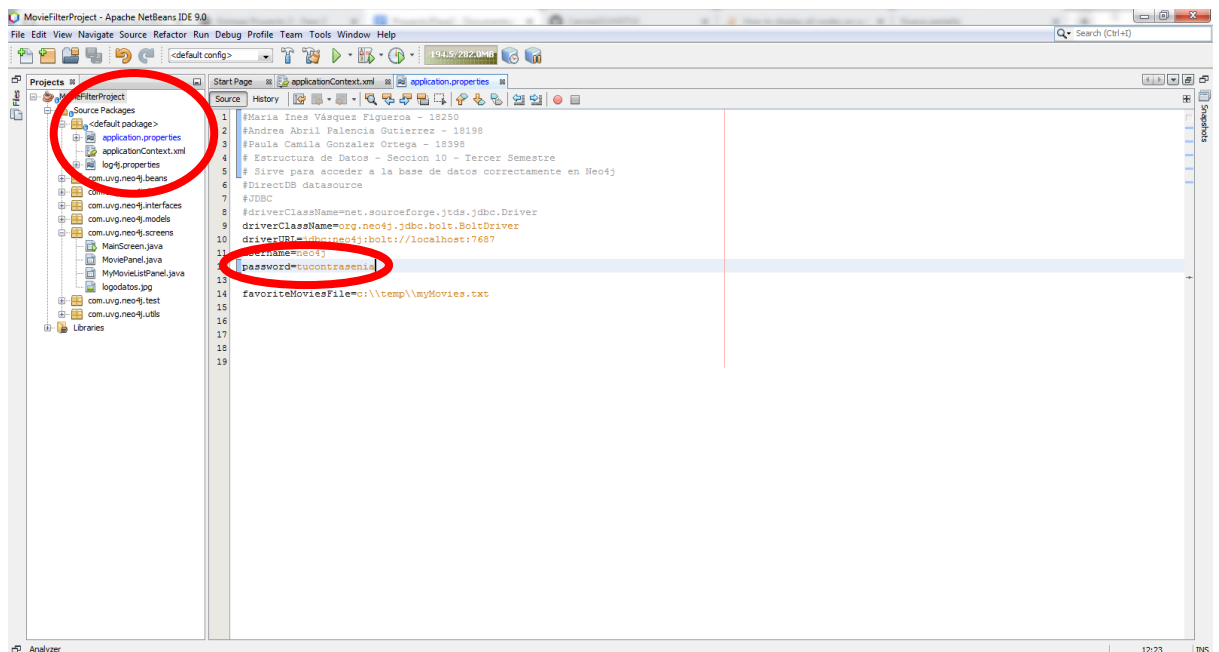 MovieFilterProject - Apache NetBeans IDE 9.0
File Edit View Navigate Source Refactor Run Debug Profile Team Tools Window Help
Search (Ctrl+I)
<default config>
194.5/282.0MB
Projects
Start Page applicationContext.xml application.properties
Files
Source History
Snapshots
Source Packages
<default package>
application.properties
applicationContext.xml
log4j.properties
com.uvg.neo4j.beans
com.uvg.neo4j.interfaces
com.uvg.neo4j.models
com.uvg.neo4j.screens
MainScreen.java
MoviePanel.java
MyMovieListPanel.java
logodatos.jpg
com.uvg.neo4j.test
com.uvg.neo4j.utils
Libraries
1 #Maria Ines Vásquez Figueroa - 18250
2 #Andrea Abril Palencia Gutierrez - 18198
3 #Paula Camila Gonzalez Ortega - 18398
4 # Estructura de Datos - Seccion 10 - Tercer Semestre
5 # Sirve para acceder a la base de datos correctamente en Neo4j
6 #DirectDB datasource
7 #JDBC
8 #driverClassName=net.sourceforge.jtds.jdbc.Driver
9 driverClassName=org.neo4j.jdbc.bolt.BoltDriver
10 driverURL=jdbc:neo4j:bolt://localhost:7687
11 username=neo4j
password=tucontrasenia
13
14 favoriteMoviesFile=c:\\temp\\myMovies.txt
15
16
17
18
19
Analyzer
12:23 INS